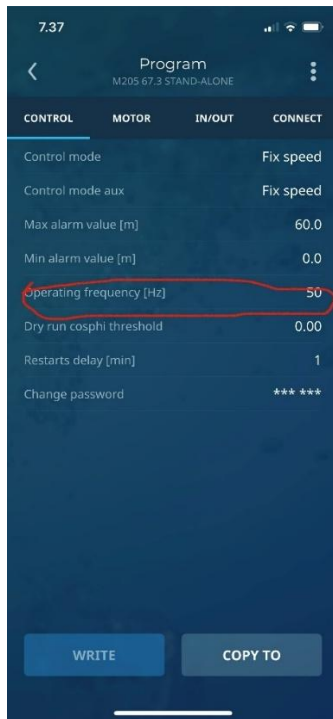 7.37
Program
M205 67.3 STAND-ALONE
CONTROL MOTOR IN/OUT CONNECT
Control mode Fix speed
Control mode aux Fix speed
Max alarm value [m] 60.0
Min alarm value [m] 0.0
Operating frequency [Hz] 50
Dry run cosphi threshold 0.00
Restarts delay [min] 1
Change password *** ***
WRITE COPY TO